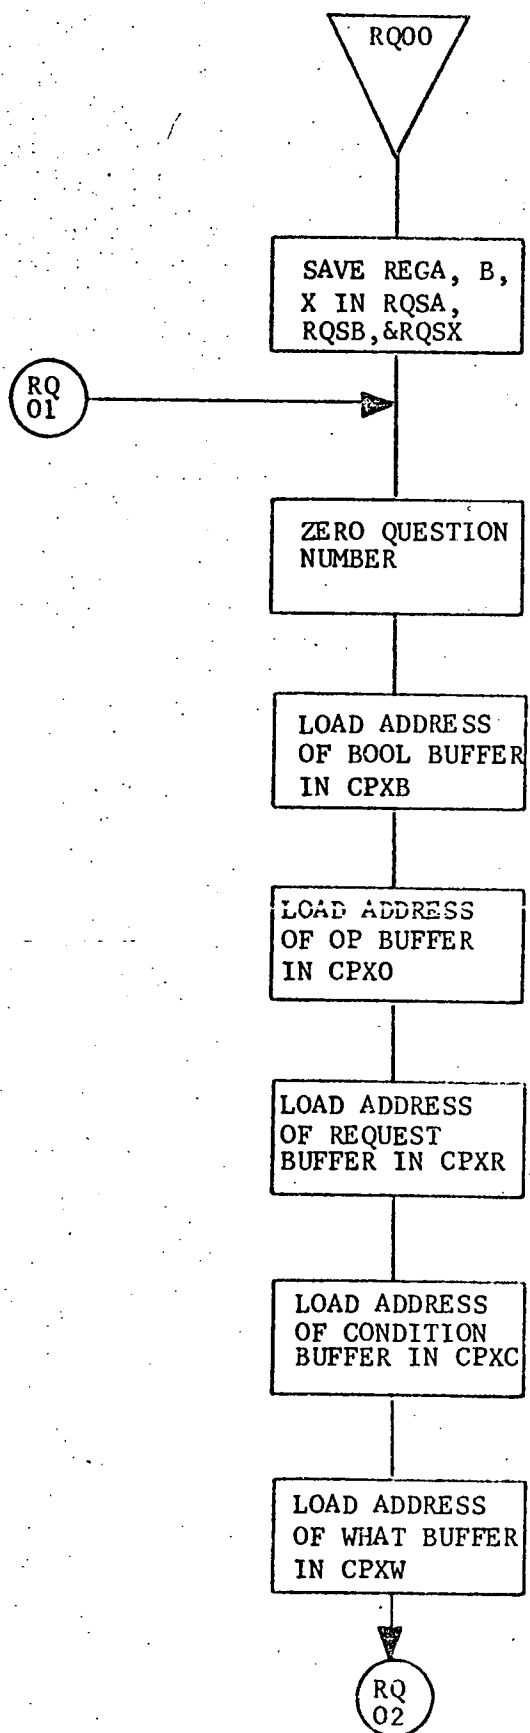 RQ00
SAVE REGA, B,
X IN RQSA,
RQSB,&RQSX
RQ
01
ZERO QUESTION
NUMBER
LOAD ADDRESS
OF BOOL BUFFER
IN CPXB
LOAD ADDRESS
OF OP BUFFER
IN CPXO
LOAD ADDRESS
OF REQUEST
BUFFER IN CPXR
LOAD ADDRESS
OF CONDITION
BUFFER IN CPXC
LOAD ADDRESS
OF WHAT BUFFER
IN CPXW
RQ
02